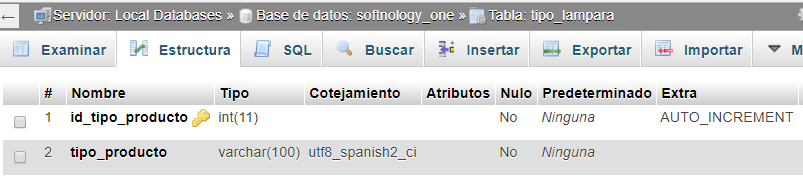 ← Servidor: Local Databases » Base de datos: softnology_one » Tabla: tipo_lampara
Examinar Estructura SQL Buscar Insertar Exportar Importar M
# Nombre Tipo Cotejamiento Atributos Nulo Predeterminado Extra
1 id_tipo_producto int(11) No Ninguna AUTO_INCREMENT
2 tipo_producto varchar(100) utf8_spanish2_ci No Ninguna